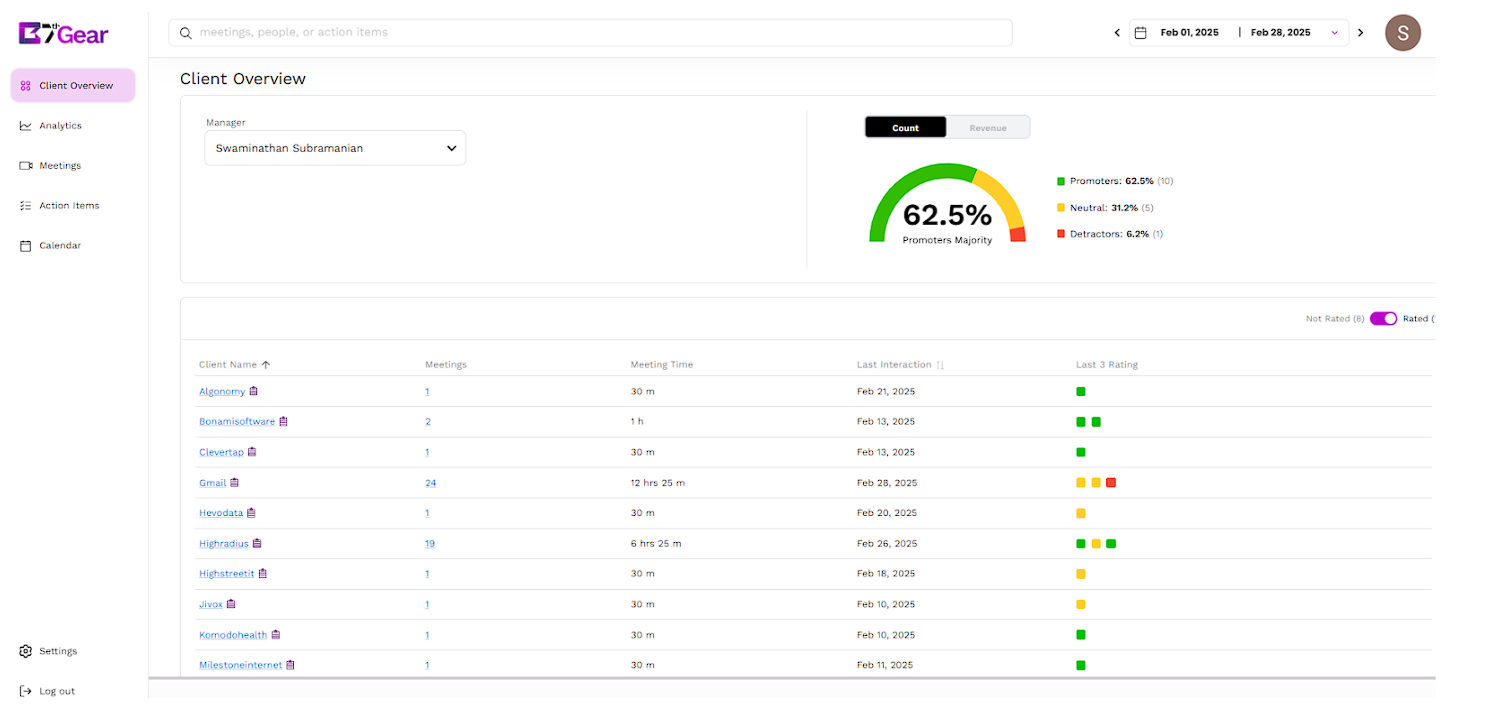 7th Gear
meetings, people, or action items
Feb 01, 2025 | Feb 28, 2025
S
Client Overview
Analytics
Meetings
Action Items
Calendar
Settings
Log out
Client Overview
Manager
Swaminathan Subramanian
Count Revenue
62.5%
Promoters Majority
Promoters: 62.5% (10)
Neutral: 31.2% (5)
Detractors: 6.2% (1)
Not Rated (8) Rated (
Client Name Meetings Meeting Time Last Interaction Last 3 Rating
Algonomy 1 30 m Feb 21, 2025
Bonamisoftware 2 1 h Feb 13, 2025
Clevertap 1 30 m Feb 13, 2025
Gmail 24 12 hrs 25 m Feb 28, 2025
Hevodata 1 30 m Feb 20, 2025
Highradius 19 6 hrs 25 m Feb 26, 2025
Highstreetit 1 30 m Feb 18, 2025
Jivox 1 30 m Feb 10, 2025
Komodohealth 1 30 m Feb 10, 2025
Milestoneinternet 1 30 m Feb 11, 2025